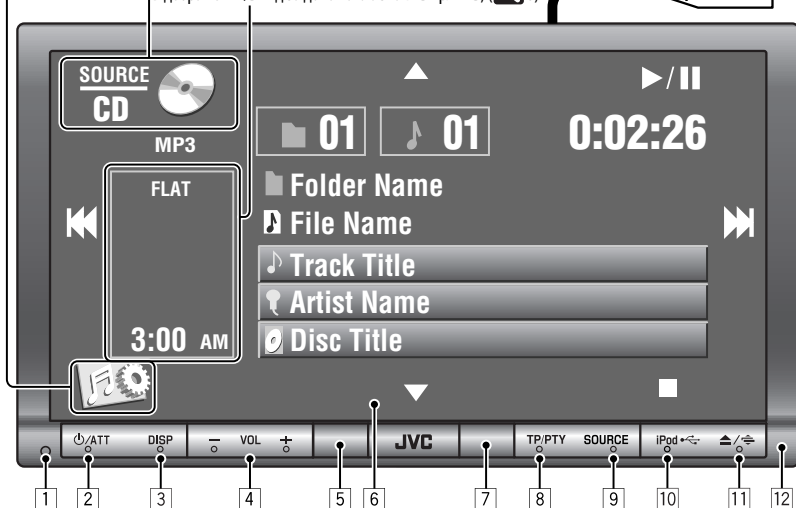 SOURCE
CD
MP3
01 01 0:02:26
FLAT
Folder Name
File Name
Track Title
Artist Name
Disc Title
3:00 AM
/ATT DISP – VOL + JVC TP/PTY SOURCE iPod
1 2 3 4 5 6 7 8 9 10 11 12